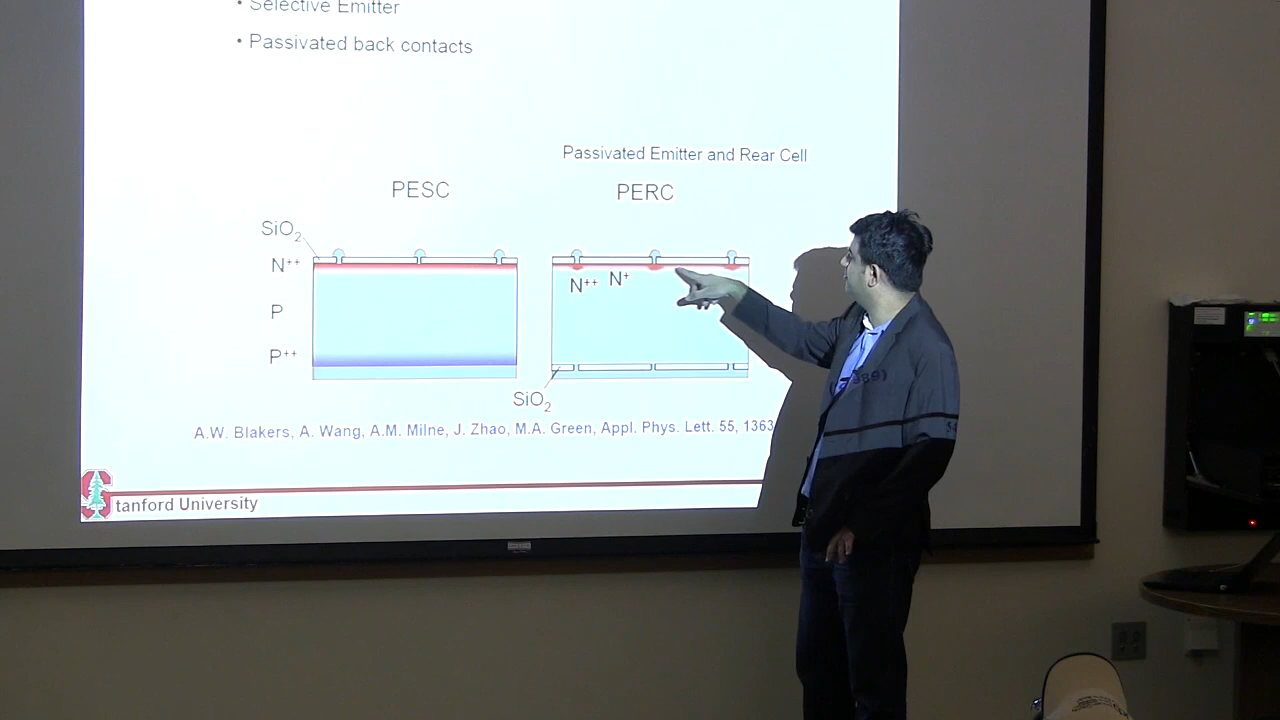 • Selective Emitter
• Passivated back contacts
Passivated Emitter and Rear Cell
PESC
PERC
SiO2
N++
N++ N+
P
P++
SiO2
A.W. Blakers, A. Wang, A.M. Milne, J. Zhao, M.A. Green, Appl. Phys. Lett. 55, 1363
tanford University